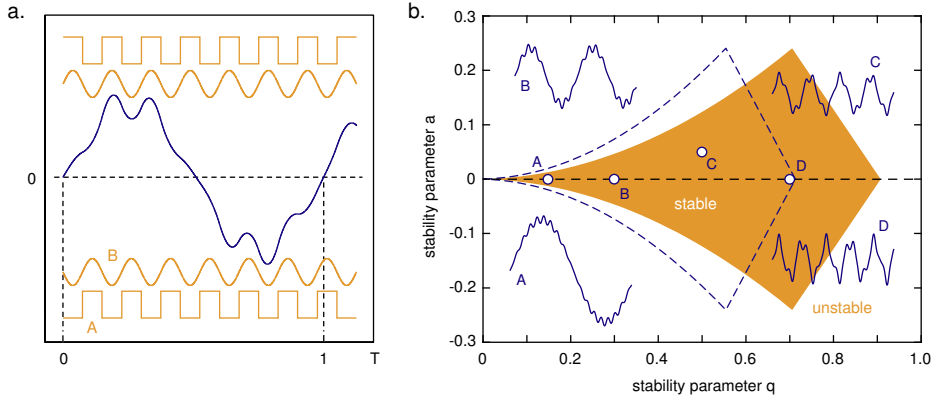 a.
0
B
A
0
1
T
b.
0.3
0.2
0.1
0
-0.1
-0.2
-0.3
stability parameter a
B
C
A
B
C
D
stable
A
D
unstable
0
0.2
0.4
0.6
0.8
1.0
stability parameter q